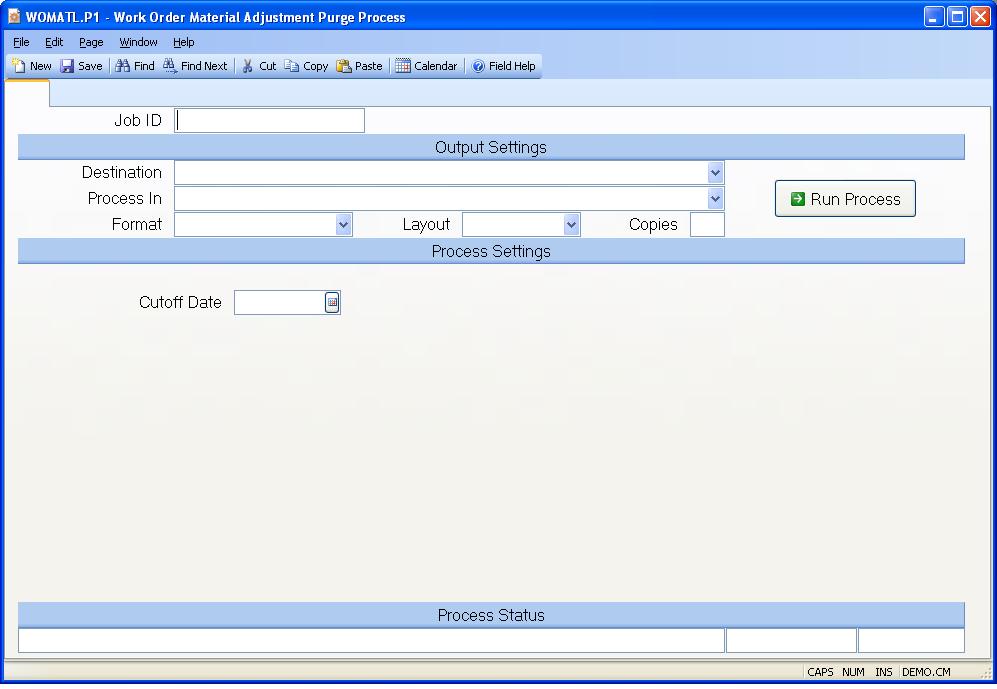 WOMATL.P1 - Work Order Material Adjustment Purge Process
File Edit Page Window Help
New Save Find Find Next Cut Copy Paste Calendar Field Help
Job ID
Output Settings
Destination
Process In
Run Process
Format Layout Copies
Process Settings
Cutoff Date
Process Status
CAPS NUM INS DEMO.CM